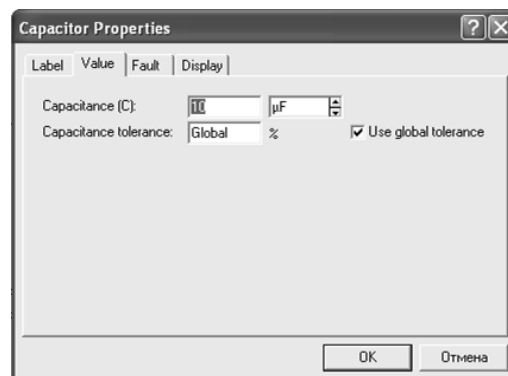 Capacitor Properties
Label Value Fault Display
Capacitance (C): 10 µF
Capacitance tolerance: Global % Use global tolerance
OK Отмена